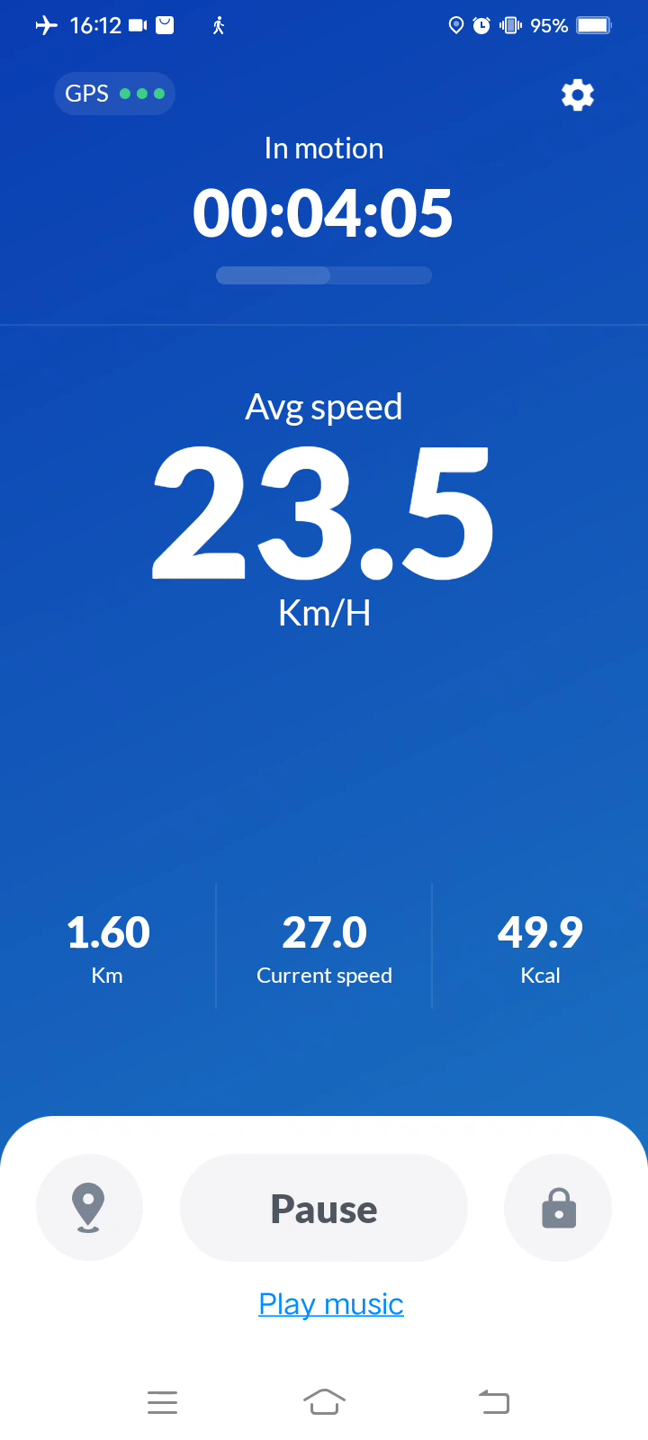 16:12
95%
GPS
In motion
00:04:05
Avg speed
23.5
Km/H
1.60
Km
27.0
Current speed
49.9
Kcal
Pause
Play music